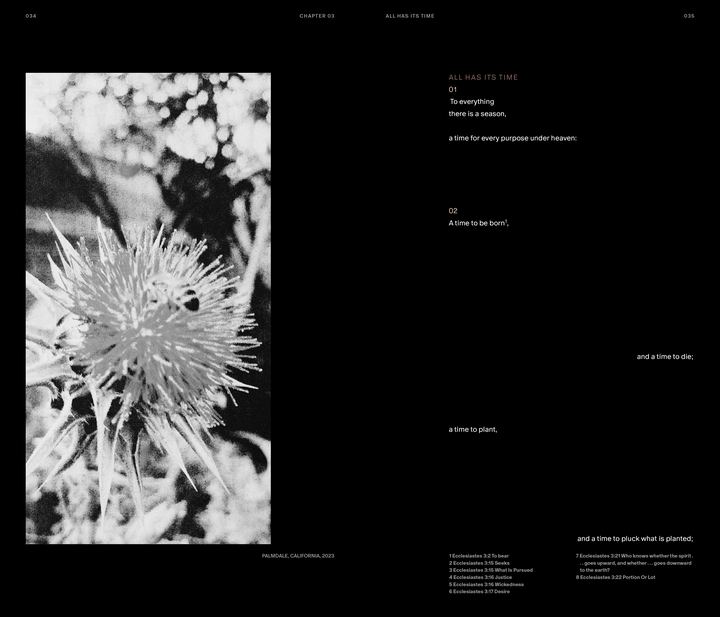 034
CHAPTER 03
ALL HAS ITS TIME
035
ALL HAS ITS TIME
01
To everything
there is a season,
a time for every purpose under heaven:
02
A time to be born¹,
and a time to die;
a time to plant,
and a time to pluck what is planted;
PALMDALE, CALIFORNIA, 2023
1 Ecclesiastes 3:2 To bear
2 Ecclesiastes 3:15 Seeks
3 Ecclesiastes 3:15 What Is Pursued
4 Ecclesiastes 3:16 Justice
5 Ecclesiastes 3:16 Wickedness
6 Ecclesiastes 3:17 Desire
7 Ecclesiastes 3:21 Who knows whether the spirit .
. . goes upward, and whether . . . goes downward
to the earth?
8 Ecclesiastes 3:22 Portion Or Lot